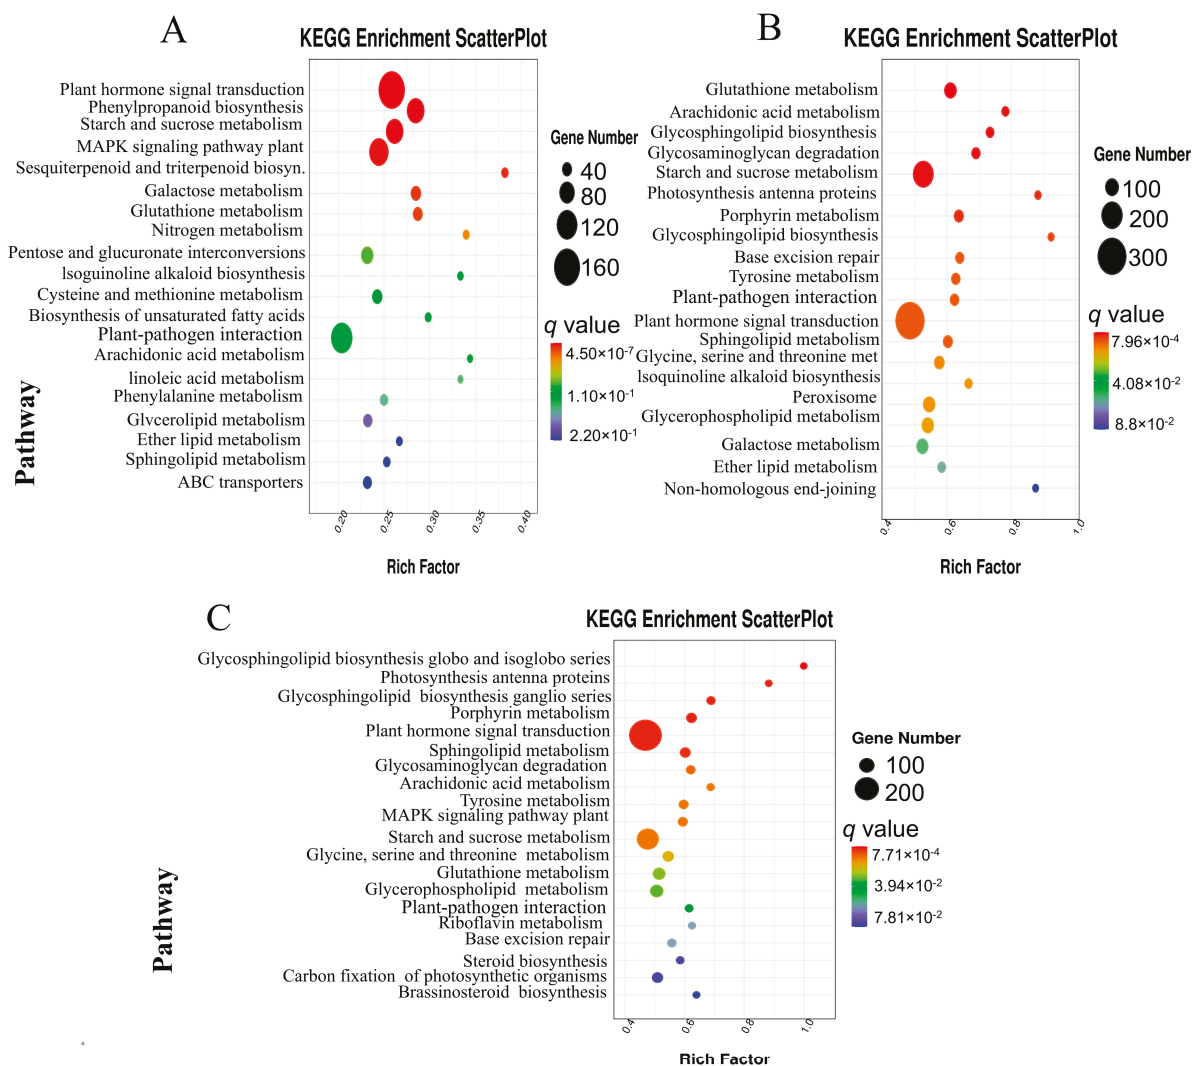 A
KEGG Enrichment ScatterPlot
Plant hormone signal transduction
Phenylpropanoid biosynthesis
Starch and sucrose metabolism
MAPK signaling pathway plant
Sesquiterpenoid and triterpenoid biosyn.
Galactose metabolism
Glutathione metabolism
Nitrogen metabolism
Pentose and glucuronate interconversions
lsoguinoline alkaloid biosynthesis
Cysteine and methionine metabolism
Biosynthesis of unsaturated fatty acids
Plant-pathogen interaction
Arachidonic acid metabolism
linoleic acid metabolism
Phenylalanine metabolism
Glvcerolipid metabolism
Ether lipid metabolism
Sphingolipid metabolism
ABC transporters
Pathway
0.20
0.25
0.30
0.35
0.40
Rich Factor
Gene Number
40
80
120
160
q value
4.50×10-7
1.10×10-1
2.20×10-1
B
KEGG Enrichment ScatterPlot
Glutathione metabolism
Arachidonic acid metabolism
Glycosphingolipid biosynthesis
Glycosaminoglycan degradation
Starch and sucrose metabolism
Photosynthesis antenna proteins
Porphyrin metabolism
Glycosphingolipid biosynthesis
Base excision repair
Tyrosine metabolism
Plant-pathogen interaction
Plant hormone signal transduction
Sphingolipid metabolism
Glycine, serine and threonine met
lsoquinoline alkaloid biosynthesis
Peroxisome
Glycerophospholipid metabolism
Galactose metabolism
Ether lipid metabolism
Non-homologous end-joining
0.4
0.6
0.8
1.0
Rich Factor
Gene Number
100
200
300
q value
7.96×10-4
4.08×10-2
8.8×10-2
C
KEGG Enrichment ScatterPlot
Glycosphingolipid biosynthesis globo and isoglobo series
Photosynthesis antenna proteins
Glycosphingolipid biosynthesis ganglio series
Porphyrin metabolism
Plant hormone signal transduction
Sphingolipid metabolism
Glycosaminoglycan degradation
Arachidonic acid metabolism
Tyrosine metabolism
MAPK signaling pathway plant
Starch and sucrose metabolism
Glycine, serine and threonine metabolism
Glutathione metabolism
Glycerophospholipid metabolism
Plant-pathogen interaction
Riboflavin metabolism
Base excision repair
Steroid biosynthesis
Carbon fixation of photosynthetic organisms
Brassinosteroid biosynthesis
Pathway
0.4
0.6
0.8
1.0
Rich Factor
Gene Number
100
200
q value
7.71×10-4
3.94×10-2
7.81×10-2